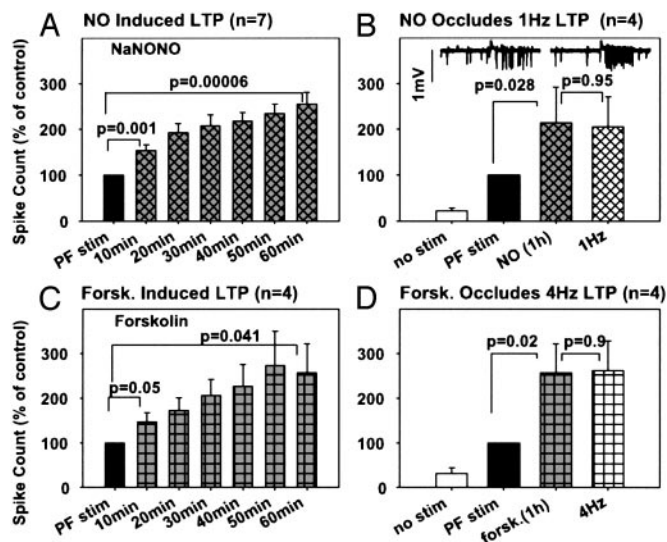 A NO Induced LTP (n=7)
NaNONO
p=0.00006
p=0.001
Spike Count (% of control)
300
200
100
0
PF stim
10min
20min
30min
40min
50min
60min
B NO Occludes 1Hz LTP (n=4)
1mV
p=0.028
p=0.95
300
200
100
0
no stim
PF stim
NO (1h)
1Hz
C Forsk. Induced LTP (n=4)
Forskolin
p=0.041
p=0.05
Spike Count (% of control)
300
200
100
0
PF stim
10min
20min
30min
40min
50min
60min
D Forsk. Occludes 4Hz LTP (n=4)
p=0.02
p=0.9
300
200
100
0
no stim
PF stim
forsk.(1h)
4Hz